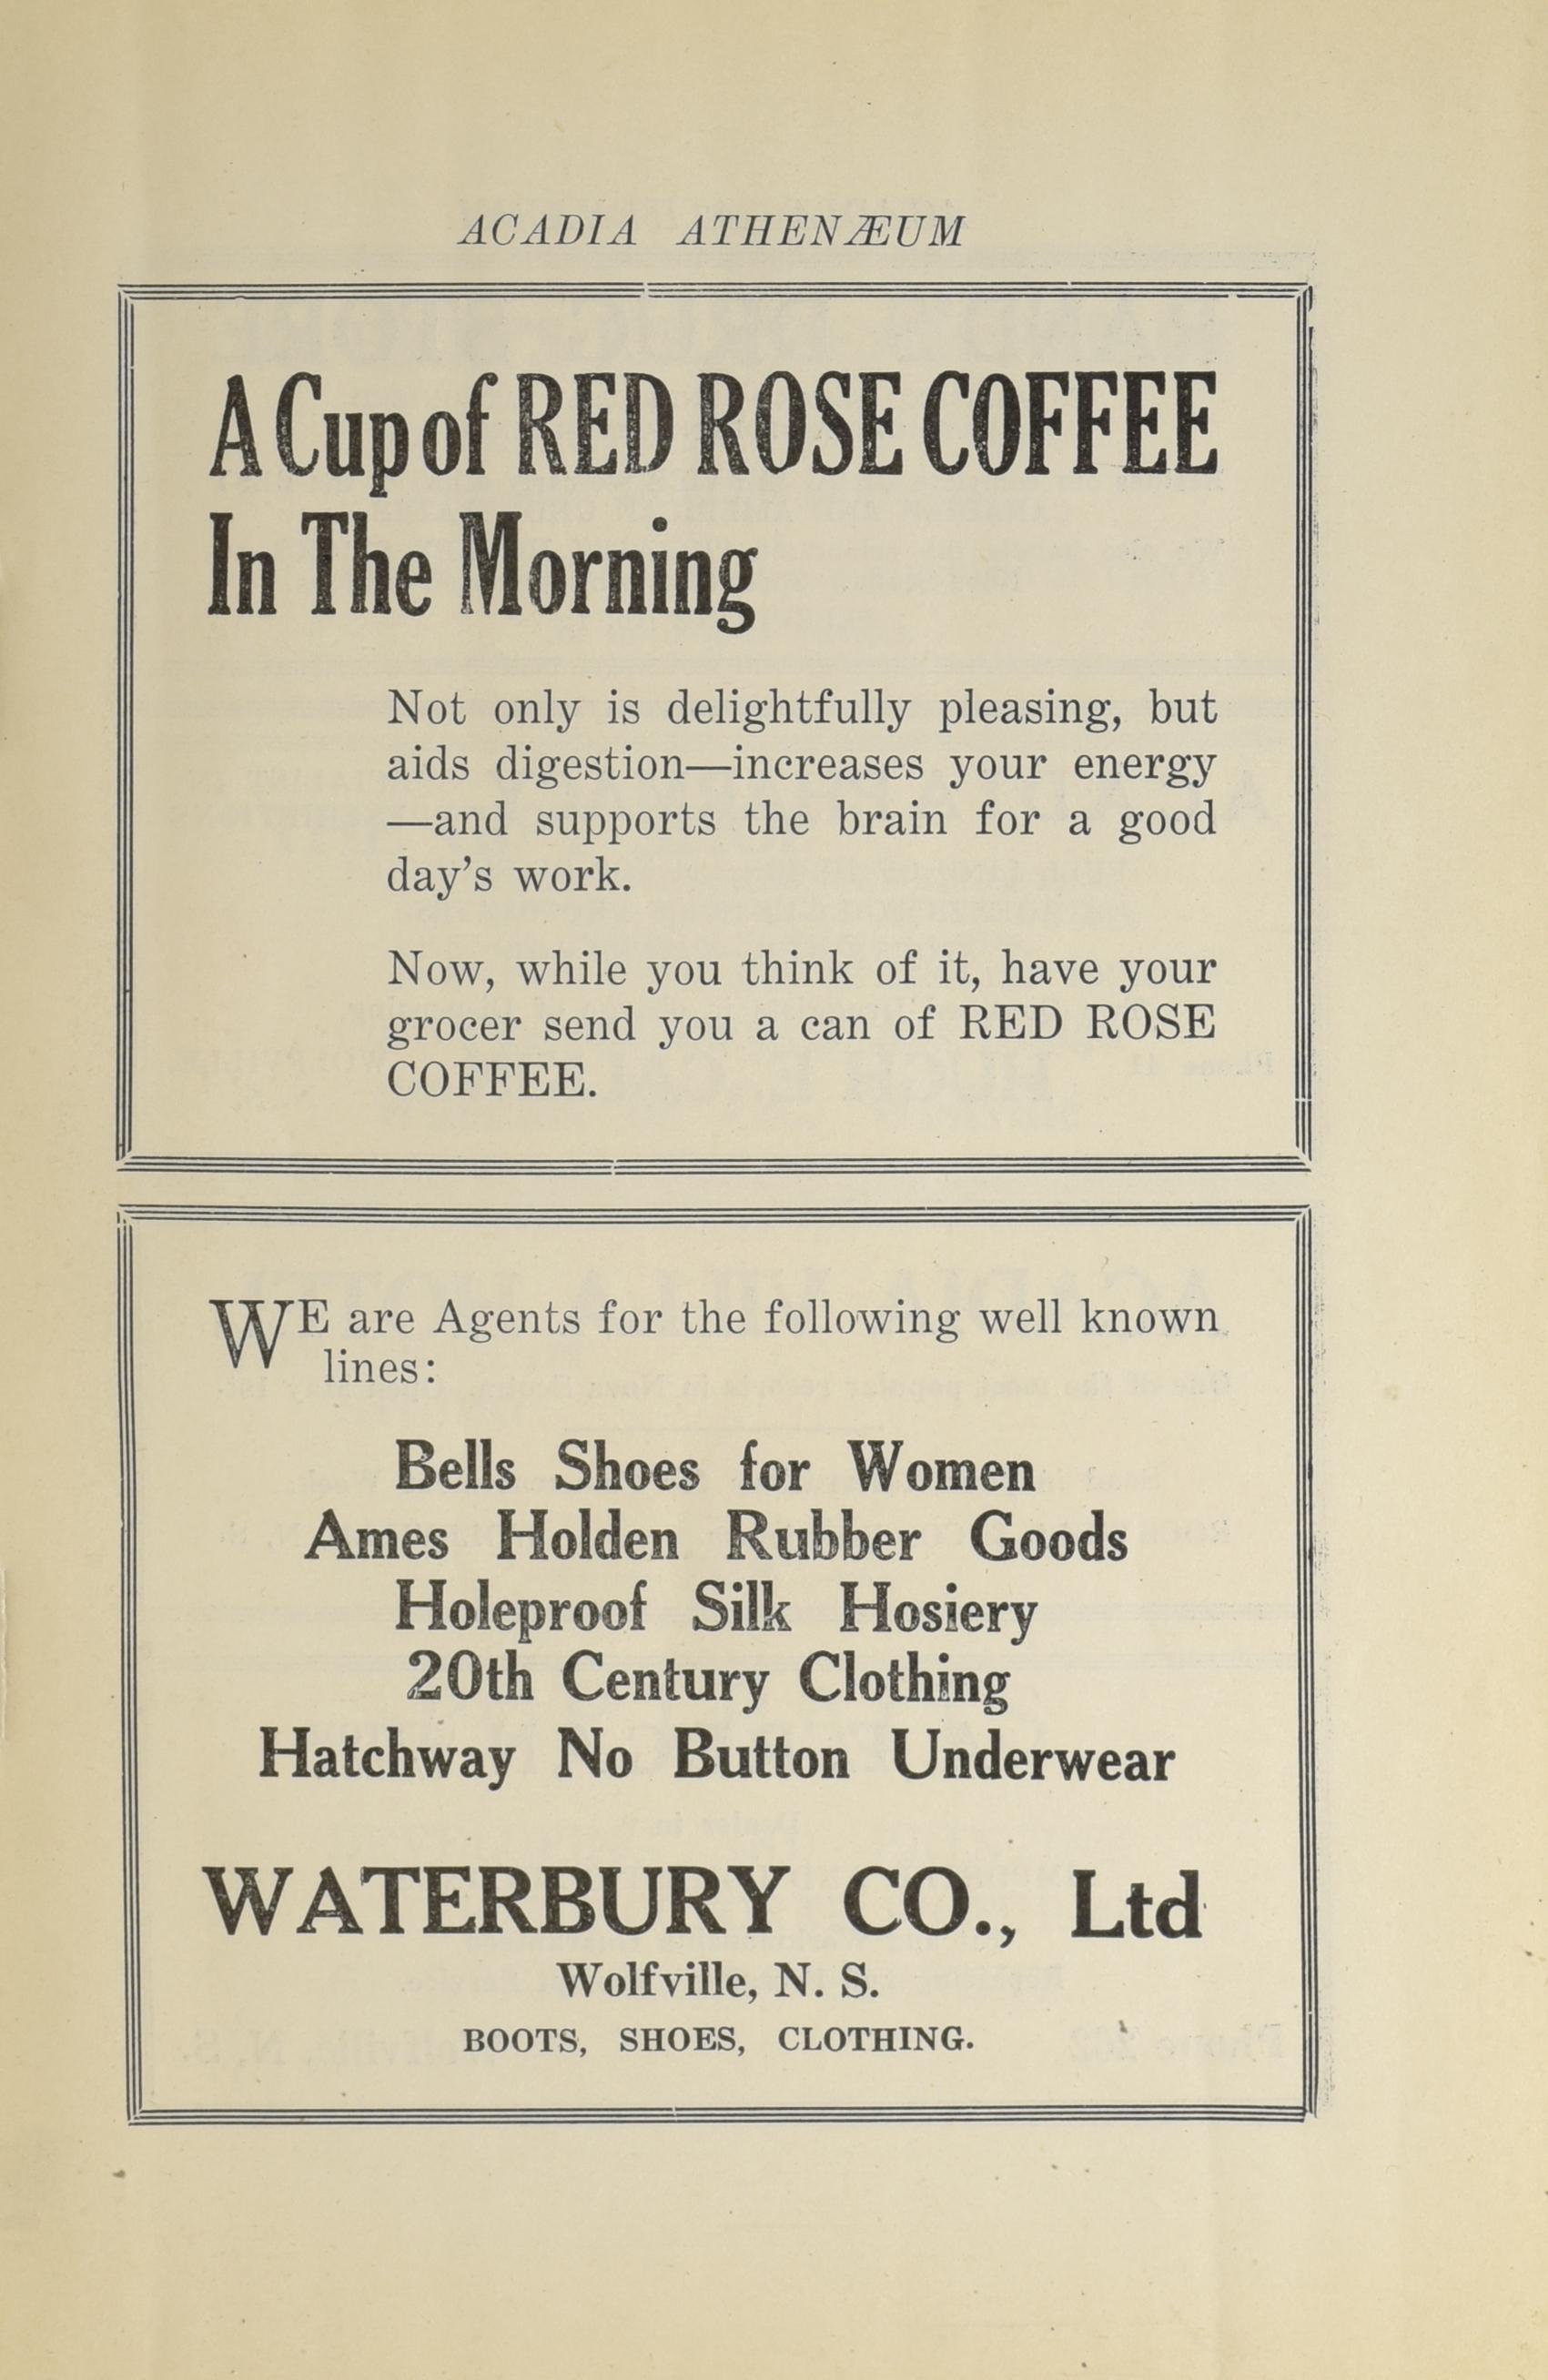 ACADIA ATHENÆUM
A Cup of RED ROSE COFFEE
In The Morning
Not only is delightfully pleasing, but
aids digestion—increases your energy
—and supports the brain for a good
day's work.
Now, while you think of it, have your
grocer send you a can of RED ROSE
COFFEE.
WE are Agents for the following well known
lines:
Bells Shoes for Women
Ames Holden Rubber Goods
Holeproof Silk Hosiery
20th Century Clothing
Hatchway No Button Underwear
WATERBURY CO., Ltd
Wolfville, N. S.
BOOTS, SHOES, CLOTHING.